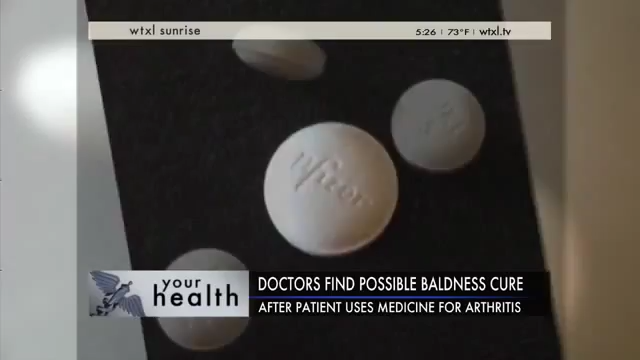 wtxl sunrise
5:26 | 73°F | wtxl.tv
Pfizer
your
health
DOCTORS FIND POSSIBLE BALDNESS CURE
AFTER PATIENT USES MEDICINE FOR ARTHRITIS